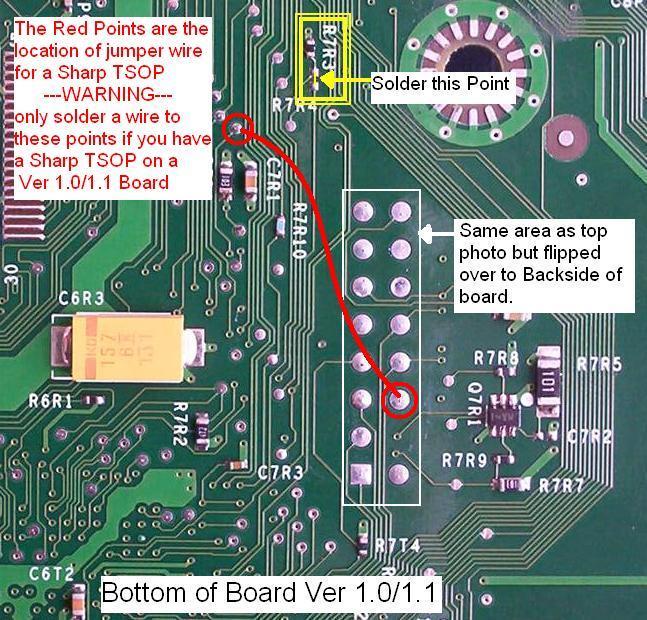 The Red Points are the
location of jumper wire
for a Sharp TSOP
---WARNING---
only solder a wire to
these points if you have
a Sharp TSOP on a
Ver 1.0/1.1 Board
Solder this Point
R7R4
C7R1
R7R10
Same area as top
photo but flipped
over to Backside of
board.
30
C6R3
157
R6R1
R7R2
C7R3
R7R8
R7R5
101
Q7R1
C7R2
R7R9
R7R7
R7T4
C6T2
Bottom of Board Ver 1.0/1.1